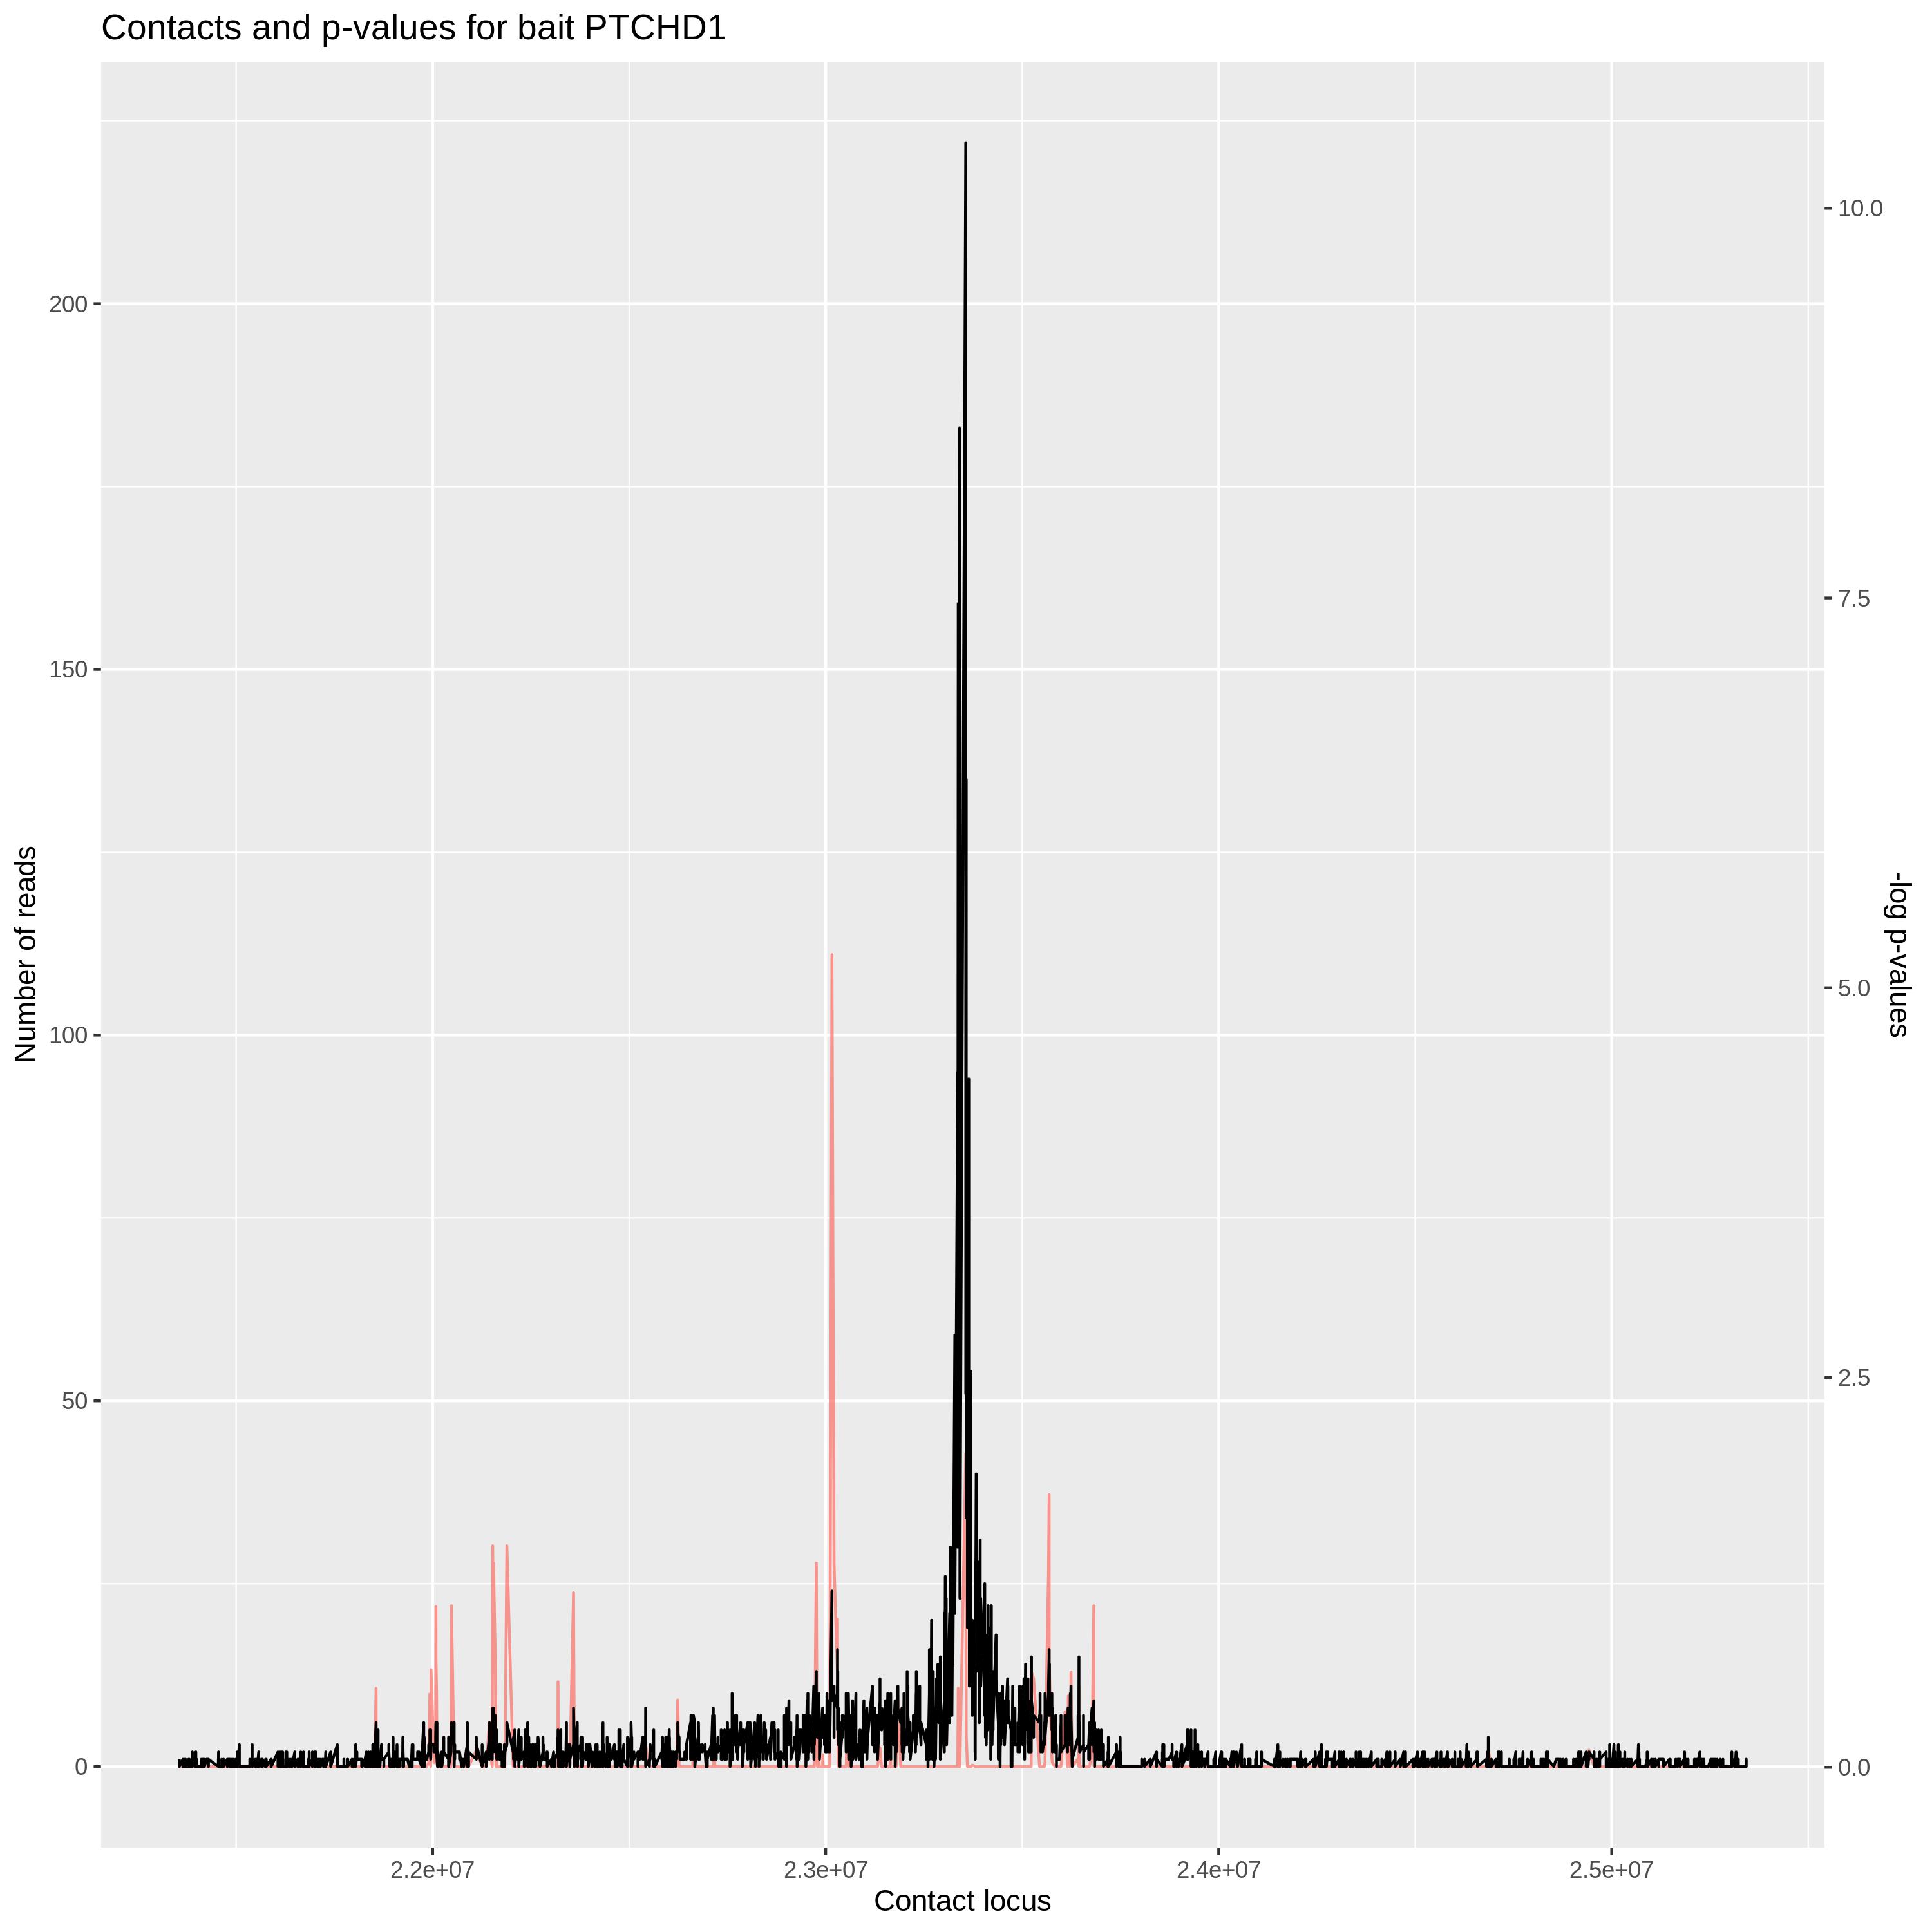 Contacts and p-values for bait PTCHD1
Number of reads
200
150
100
50
0
10.0
7.5
5.0
2.5
0.0
-log p-values
2.2e+07
2.3e+07
2.4e+07
2.5e+07
Contact locus